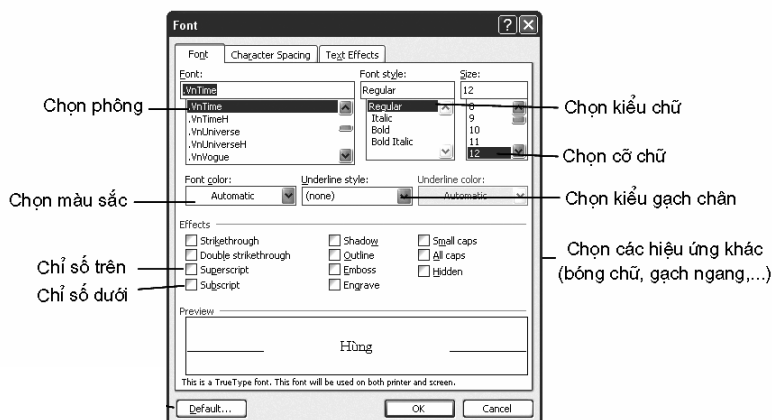 Font
Font
Character Spacing
Text Effects
Font:
Font style:
Size:
.VnTime
Regular
12
Chọn phông
.VnTime
.VnTimeH
.VnUniverse
.VnUniverseH
.VnVogue
Regular
Italic
Bold
Bold Italic
8
9
10
11
12
Chọn kiểu chữ
Chọn cỡ chữ
Font color:
Underline style:
Underline color:
Chọn màu sắc
Automatic
(none)
Automatic
Chọn kiểu gạch chân
Effects
Strikethrough
Double strikethrough
Superscript
Subscript
Shadow
Outline
Emboss
Engrave
Small caps
All caps
Hidden
Chỉ số trên
Chỉ số dưới
Chọn các hiệu ứng khác
(bóng chữ, gạch ngang,...)
Preview
Hùng
This is a TrueType font. This font will be used on both printer and screen.
Default...
OK
Cancel